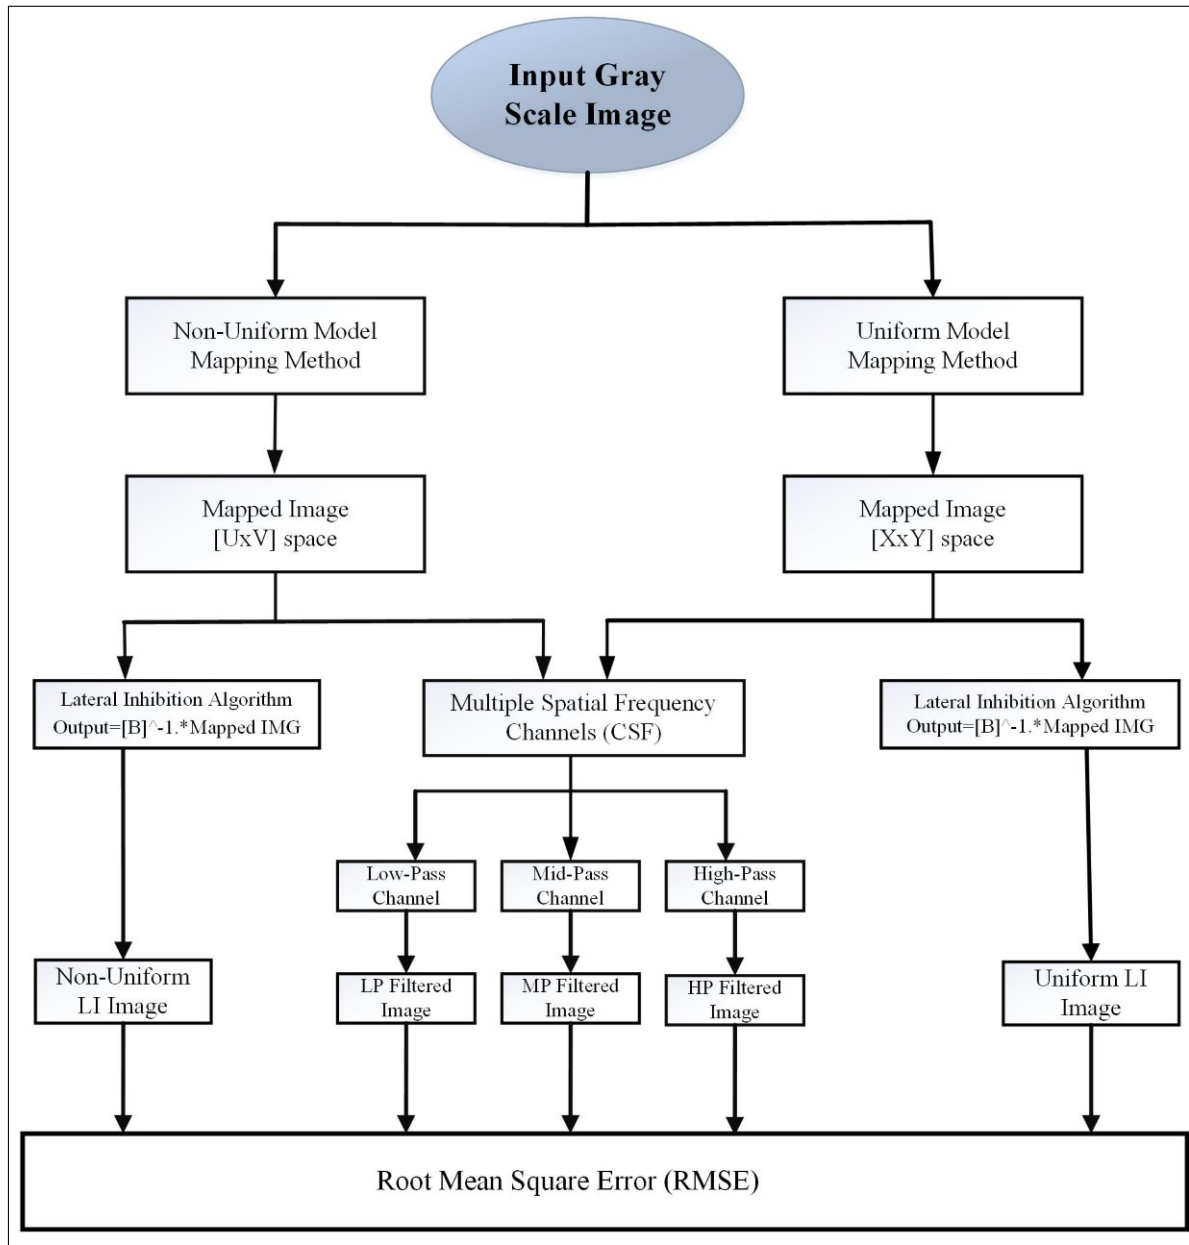 Input Gray
Scale Image
Non-Uniform Model
Mapping Method
Uniform Model
Mapping Method
Mapped Image
[UxV] space
Mapped Image
[XxY] space
Lateral Inhibition Algorithm
Output=[B]^-1.*Mapped IMG
Multiple Spatial Frequency
Channels (CSF)
Lateral Inhibition Algorithm
Output=[B]^-1.*Mapped IMG
Low-Pass
Channel
Mid-Pass
Channel
High-Pass
Channel
Non-Uniform
LI Image
LP Filtered
Image
MP Filtered
Image
HP Filtered
Image
Uniform LI
Image
Root Mean Square Error (RMSE)